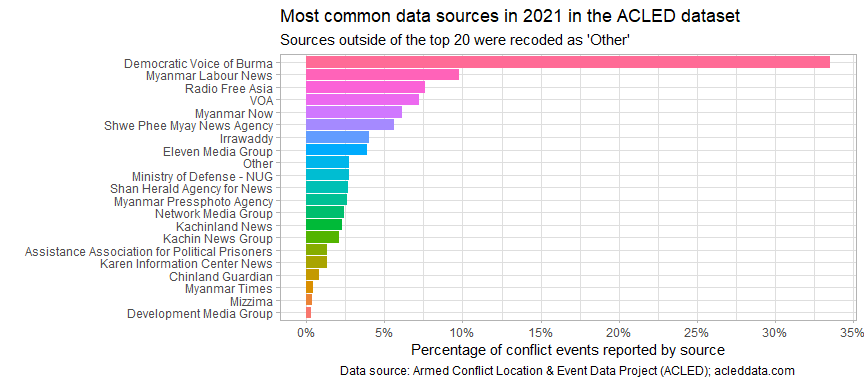 Most common data sources in 2021 in the ACLED dataset
Sources outside of the top 20 were recoded as 'Other'
Democratic Voice of Burma
Myanmar Labour News
Radio Free Asia
VOA
Myanmar Now
Shwe Phee Myay News Agency
Irrawaddy
Eleven Media Group
Other
Ministry of Defense - NUG
Shan Herald Agency for News
Myanmar Pressphoto Agency
Network Media Group
Kachinland News
Kachin News Group
Assistance Association for Political Prisoners
Karen Information Center News
Chinland Guardian
Myanmar Times
Mizzima
Development Media Group
0% 5% 10% 15% 20% 25% 30% 35%
Percentage of conflict events reported by source
Data source: Armed Conflict Location & Event Data Project (ACLED); acleddata.com